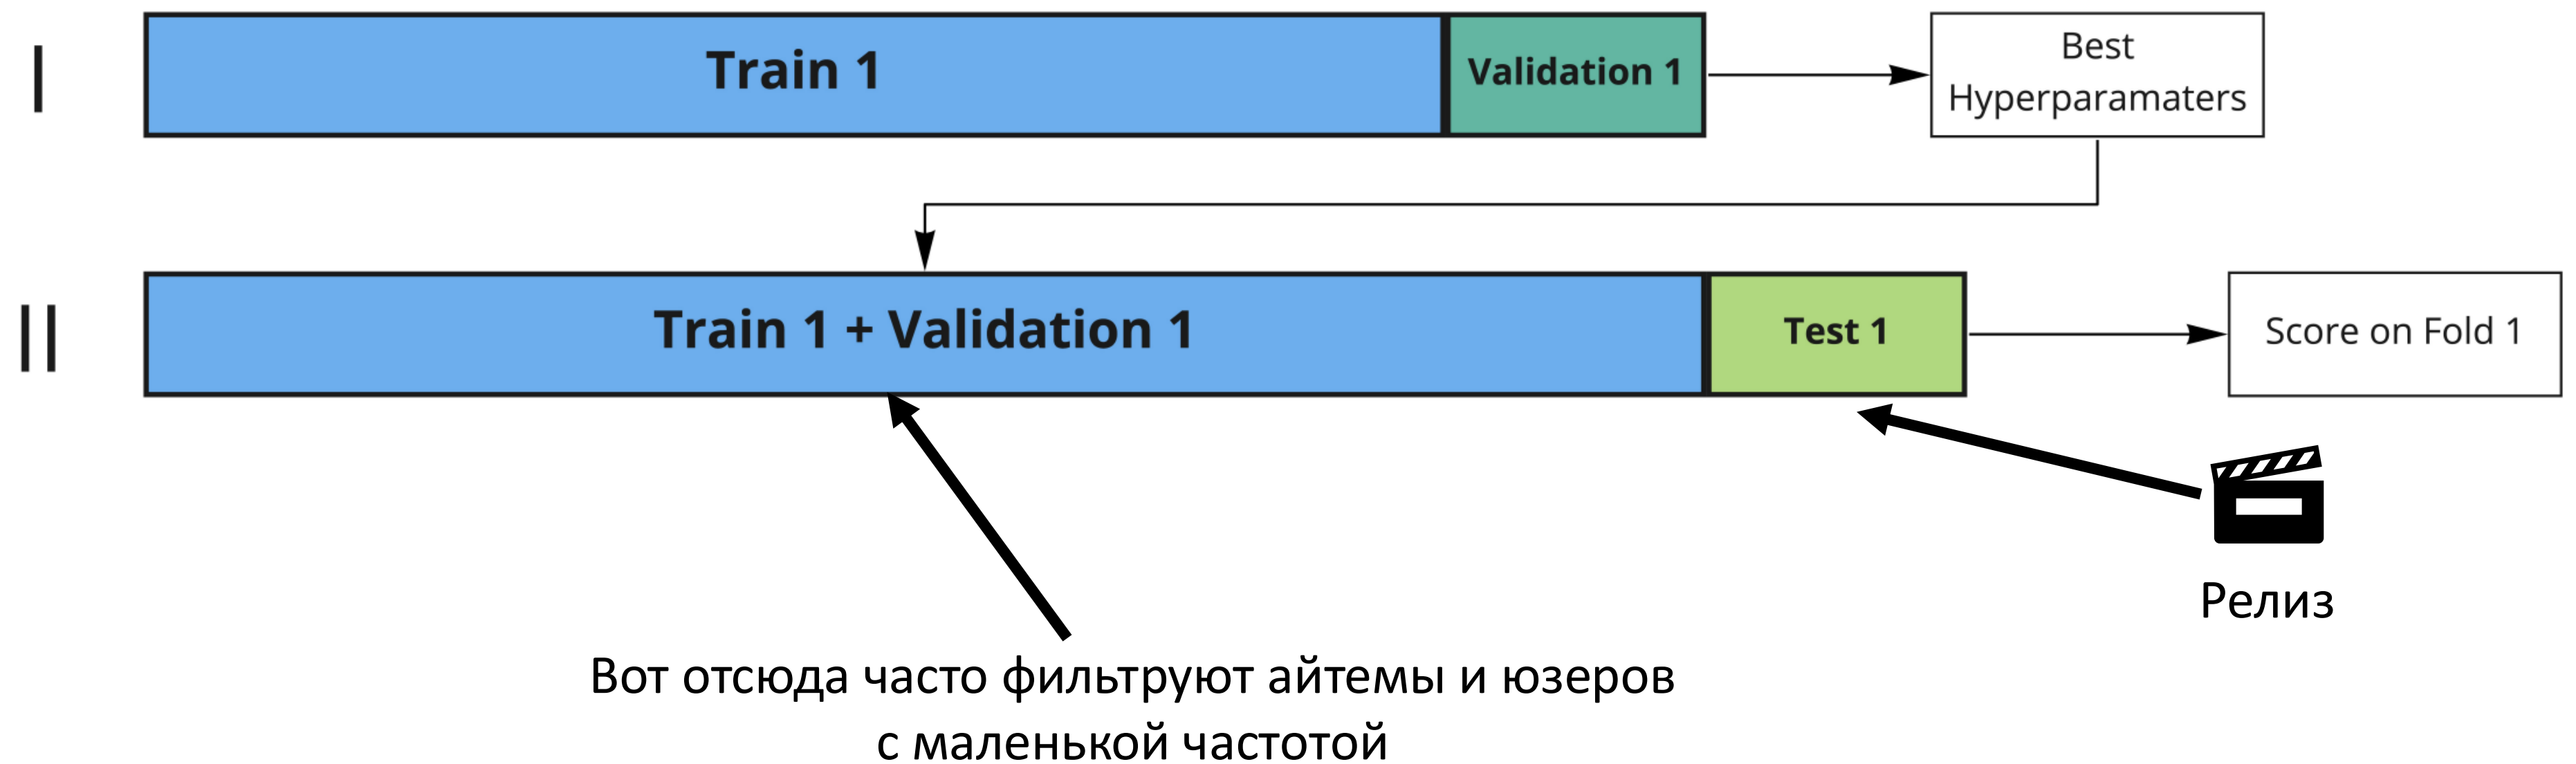 I
Train 1
Validation 1
Best
Hyperparamaters
II
Train 1 + Validation 1
Test 1
Score on Fold 1
Релиз
Вот отсюда часто фильтруют айтемы и юзеров
с маленькой частотой